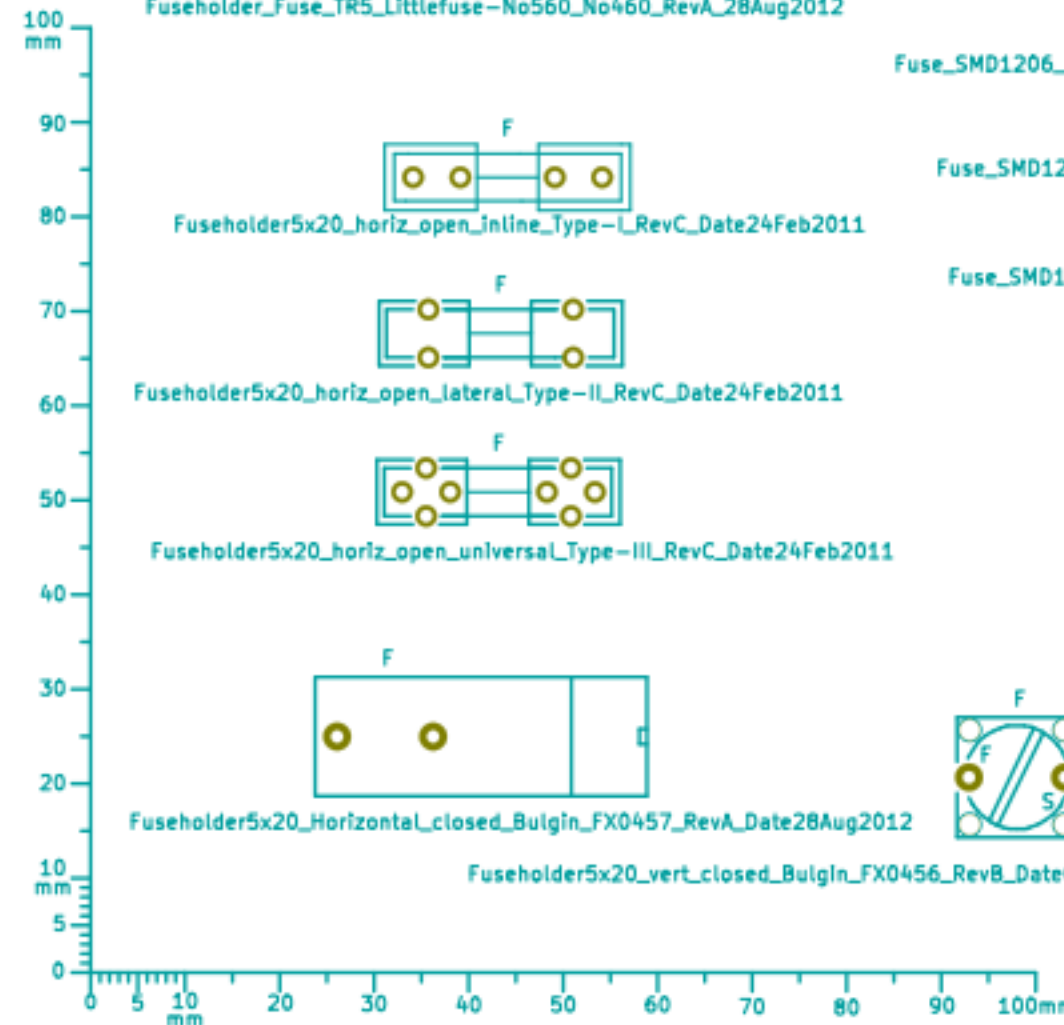 Fuseholder_Fuse_TR5_Littlefuse-No560_No460_RevA_28Aug2012
100
mm
Fuse_SMD1206_
90
F
Fuse_SMD12
80
Fuseholder5x20_horiz_open_inline_Type-I_RevC_Date24Feb2011
Fuse_SMD1
F
70
60
Fuseholder5x20_horiz_open_lateral_Type-II_RevC_Date24Feb2011
F
50
Fuseholder5x20_horiz_open_universal_Type-III_RevC_Date24Feb2011
40
F
30
F
F
20
S
Fuseholder5x20_Horizontal_closed_Bulgin_FX0457_RevA_Date28Aug2012
10
mm
Fuseholder5x20_vert_closed_Bulgin_FX0456_RevB_Date
5
0
0 5 10 20 30 40 50 60 70 80 90 100mm
mm